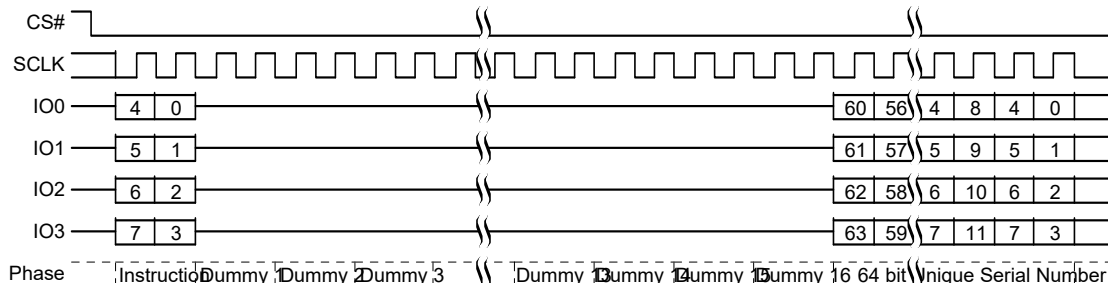 CS#
SCLK
IO0 4 0 60 56 4 8 4 0
IO1 5 1 61 57 5 9 5 1
IO2 6 2 62 58 6 10 6 2
IO3 7 3 63 59 7 11 7 3
Phase Instruction Dummy 1 Dummy 2 Dummy 3 Dummy 13 Dummy 14 Dummy 15 Dummy 16 64 bit Unique Serial Number